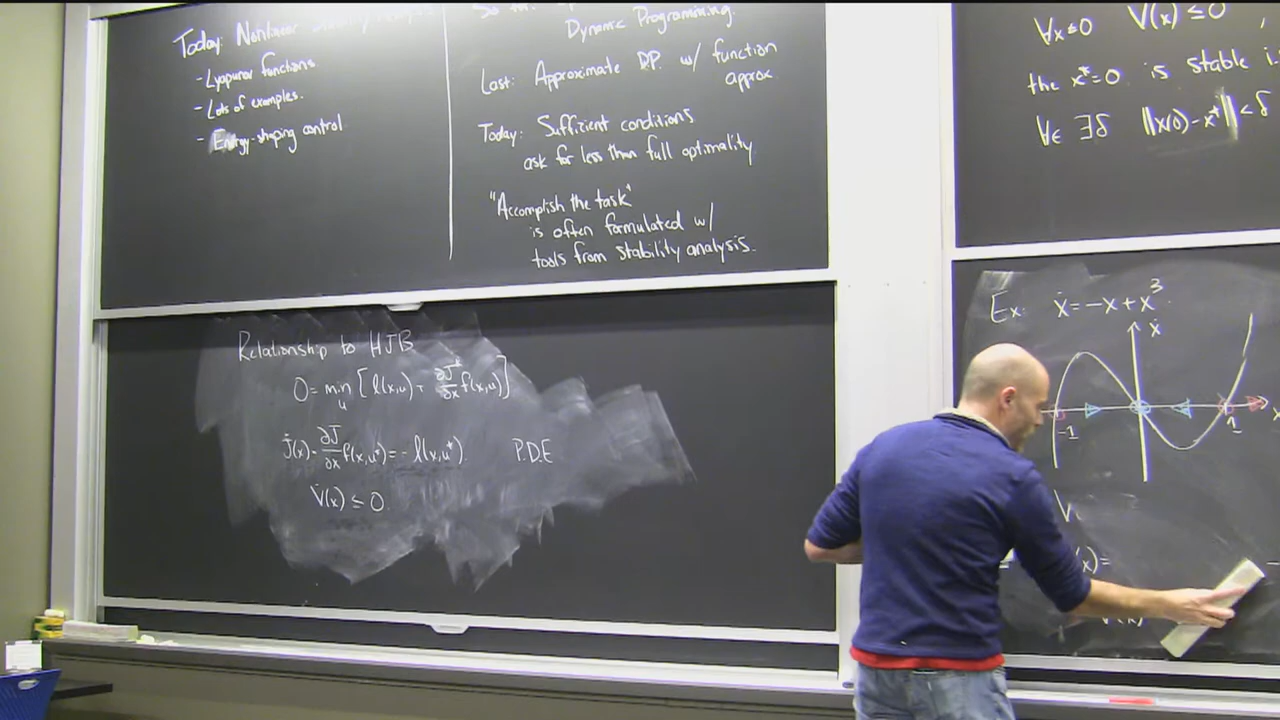 Today: Nonlinear
- Lyapunov functions
- Lots of examples.
- Energy-shaping control
Dynamic Programming.
Last: Approximate D.P. w/ function
approx.
Today: Sufficient conditions
ask for less than full optimality
"Accomplish the task"
is often formulated w/
tools from stability analysis.
∀x≠0 V(x) ≤ 0,
the x*=0 is stable i.
∀ε ∃δ ||x(0)-x*|| < δ
Relationship to HJB
0 = min_u [l(x,u) + ∂J*/∂x f(x,u)]
J̇(x) = ∂J/∂x f(x,u*) = -l(x,u*) P.D.E
V̇(x) ≤ 0
Ex: ẋ = -x + x³
ẋ
-1 1 x
V
(x)=
V(x)